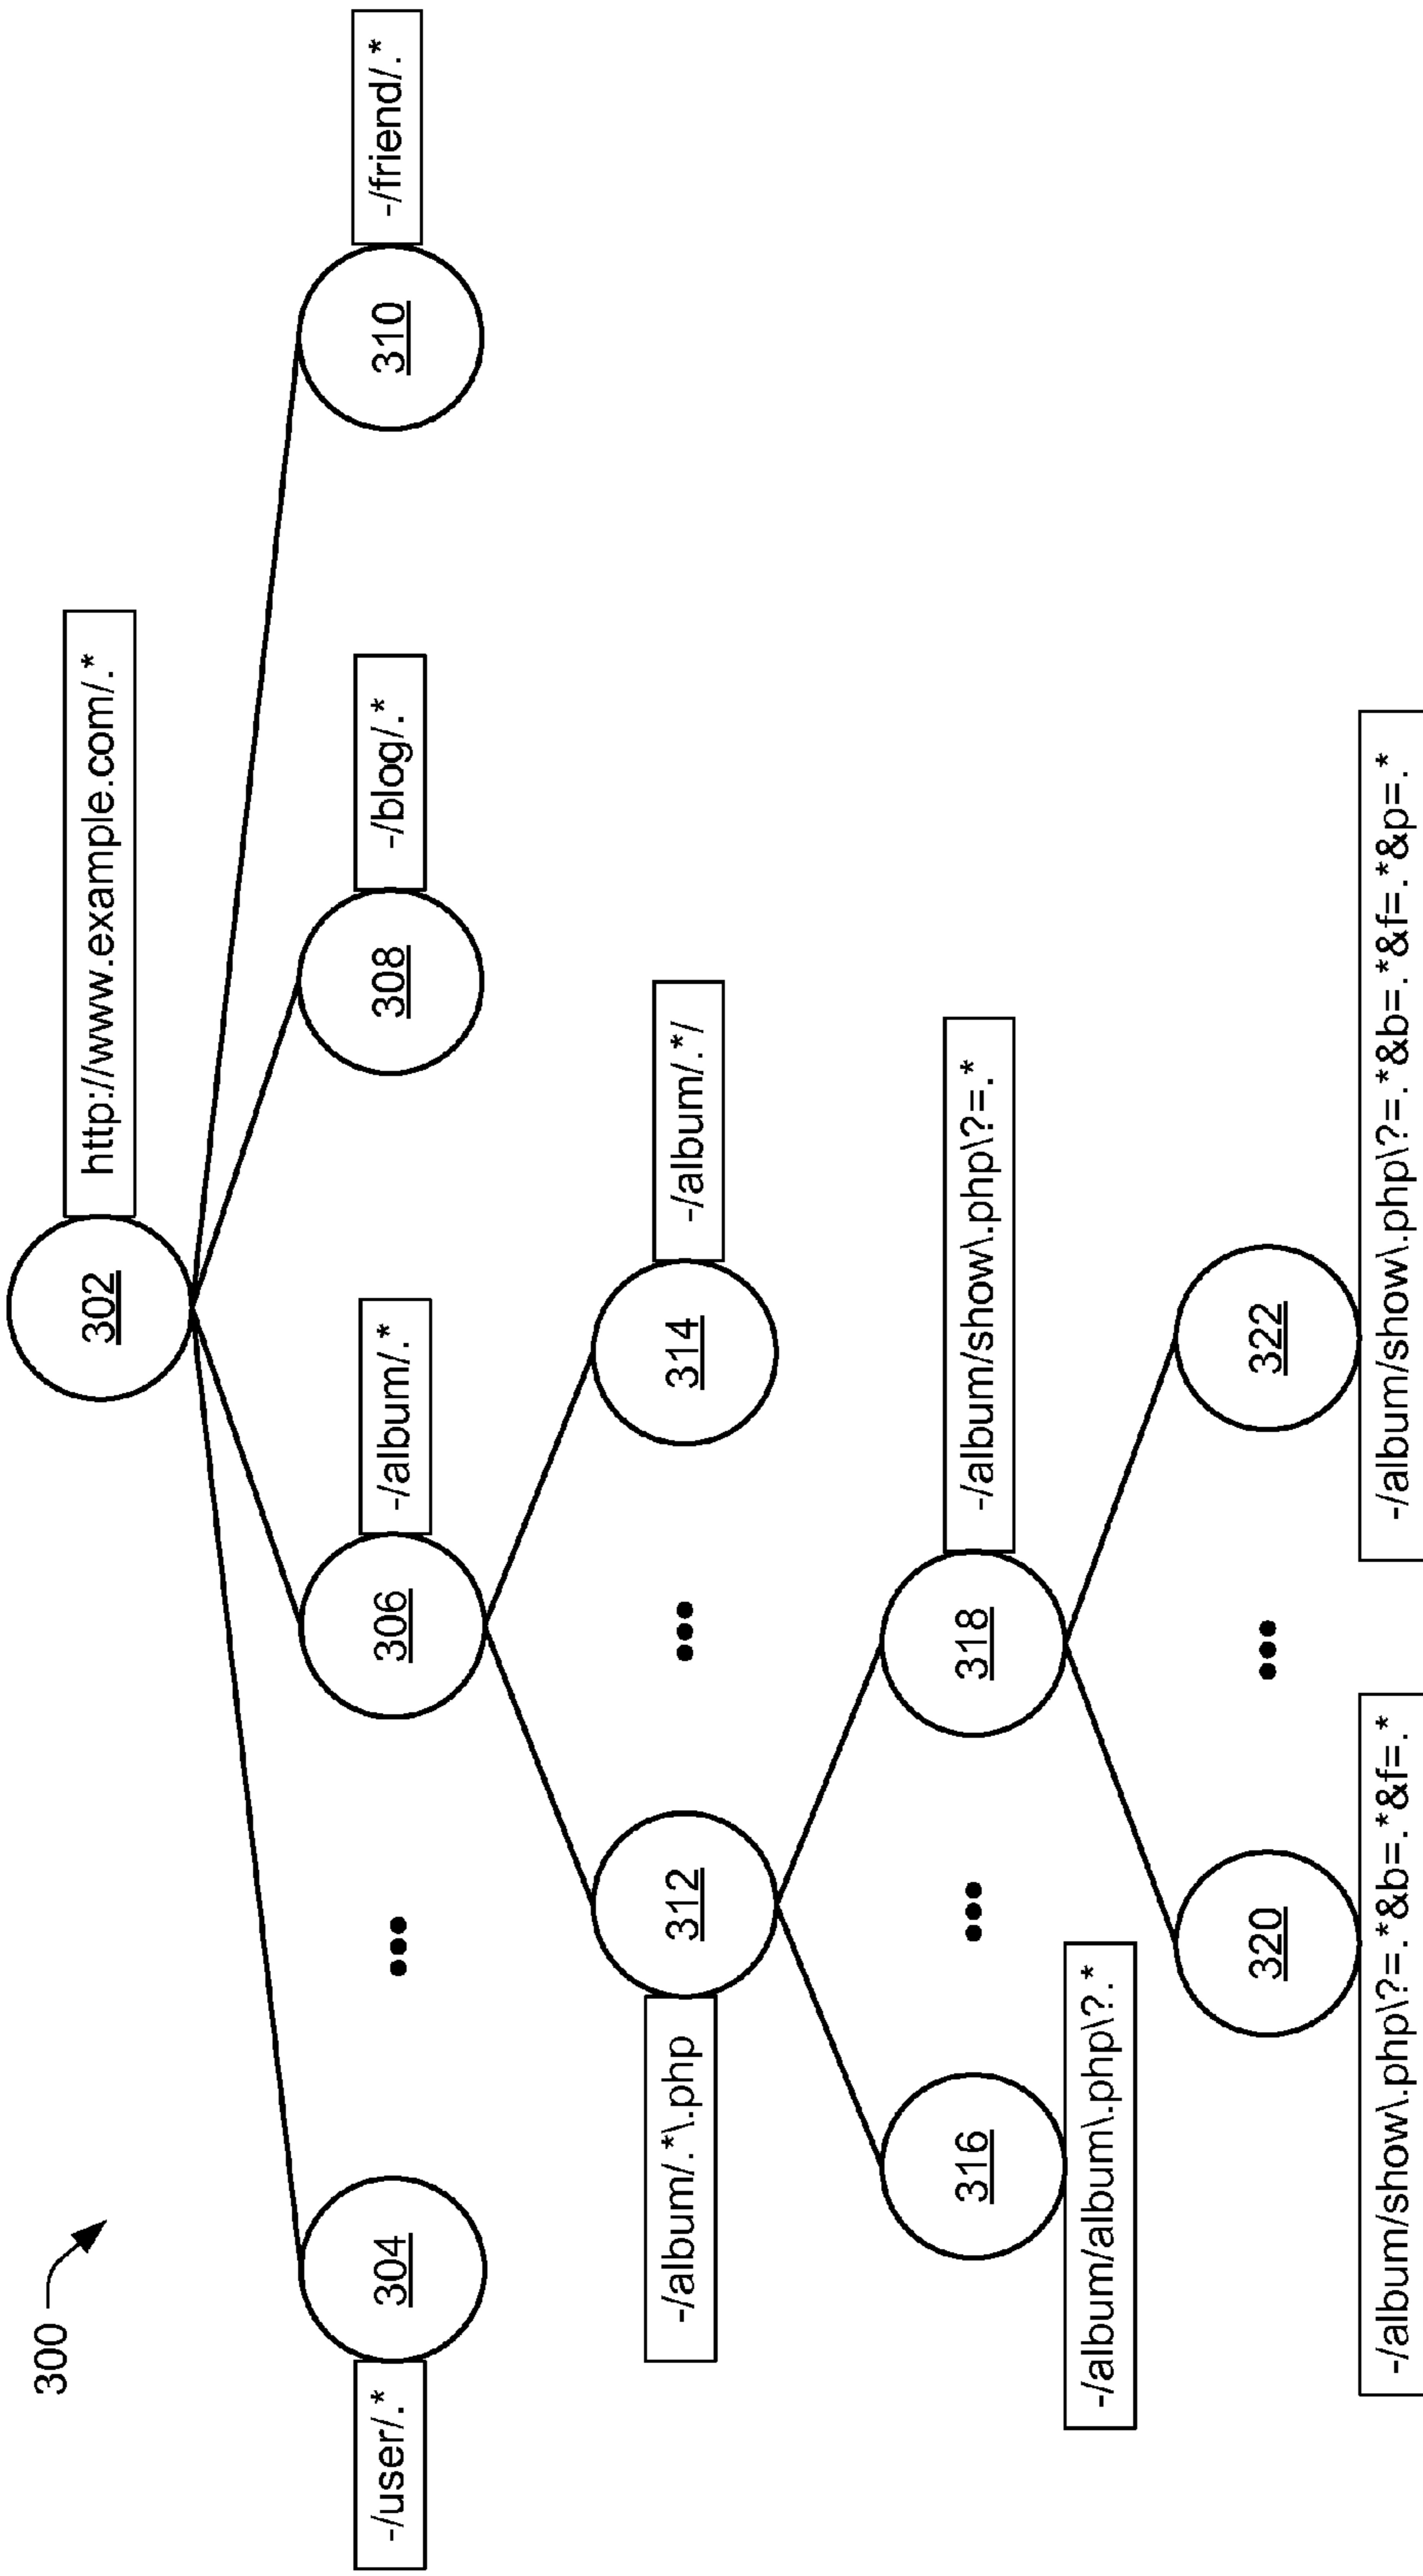 300
302
http://www.example.com/.*
-/user/.*
304
306
-/album/.*
308
-/blog/.*
310
-/friend/.*
-/album/.*\.php
312
314
-/album/.*/
316
-/album/album\.php\?.*
318
-/album/show\.php\?=.*
320
-/album/show\.php\?=.*&b=.*&f=.*
322
-/album/show\.php\?=.*&b=.*&f=.*&p=.*